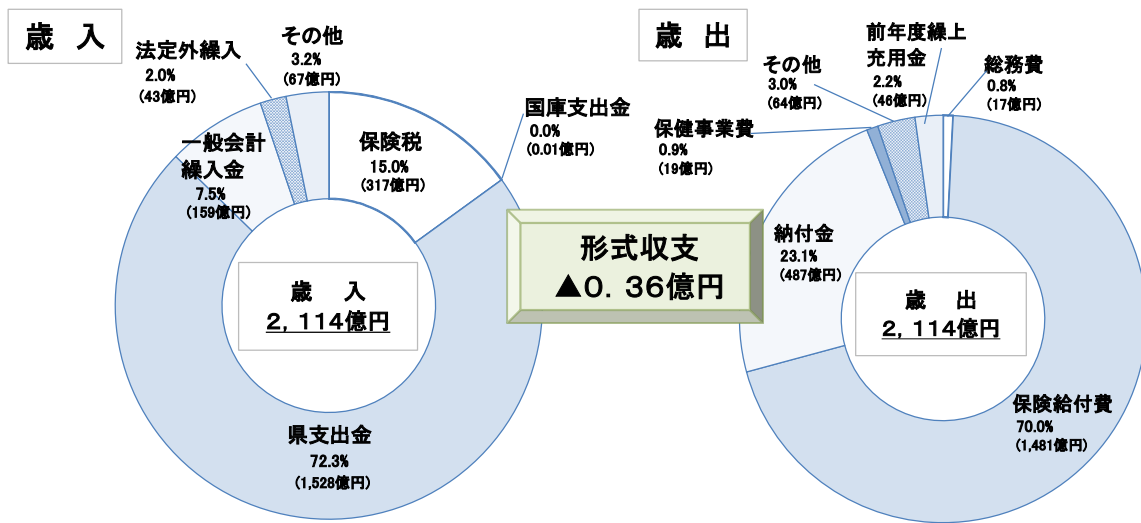 歳 入
法定外繰入
2.0%
(43億円)
その他
3.2%
(67億円)
国庫支出金
0.0%
(0.01億円)
保険税
15.0%
(317億円)
一般会計
繰入金
7.5%
(159億円)
歳 入
2,114億円
県支出金
72.3%
(1,528億円)
形式収支
▲0.36億円
歳 出
前年度繰上
充用金
2.2%
(46億円)
その他
3.0%
(64億円)
総務費
0.8%
(17億円)
保健事業費
0.9%
(19億円)
納付金
23.1%
(487億円)
歳 出
2,114億円
保険給付費
70.0%
(1,481億円)